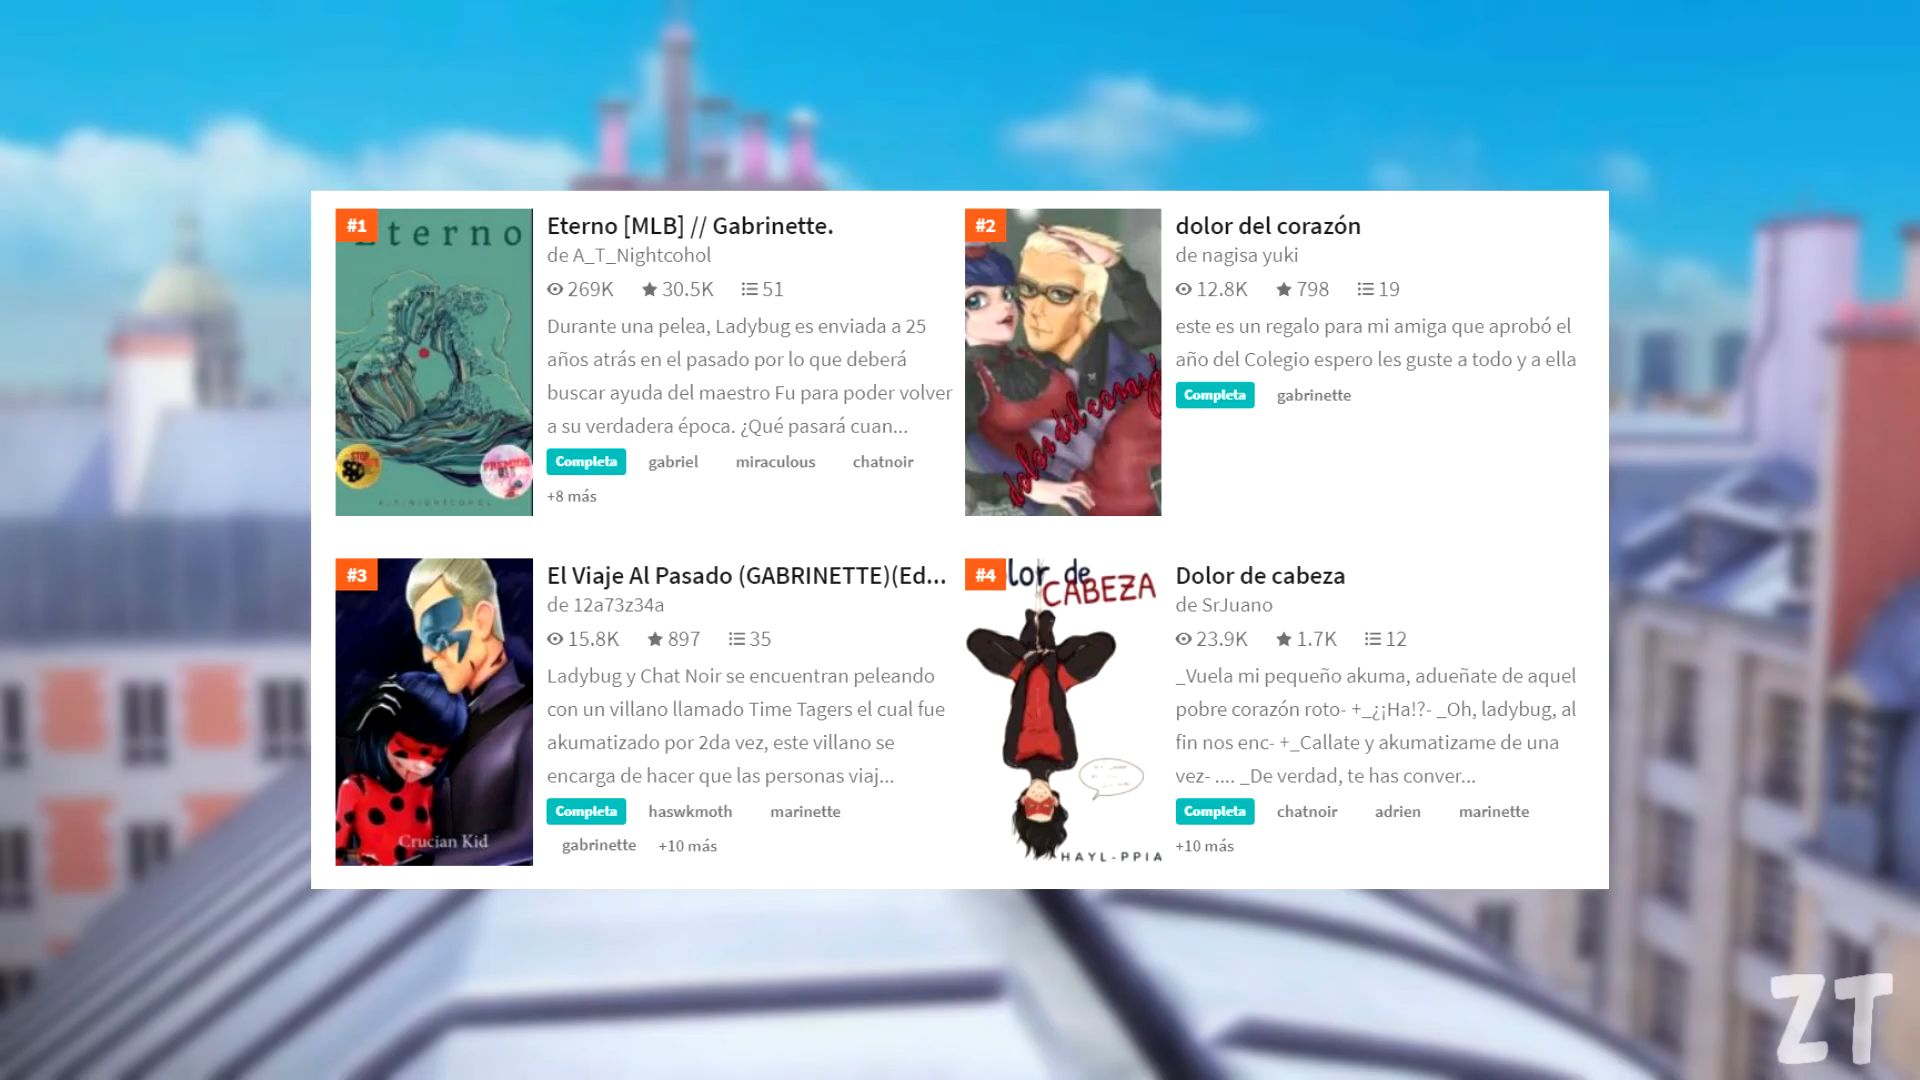 #1
Eterno
STOP
PREMIOS
A.T.NIGHTCOHOL
Eterno [MLB] // Gabrinette.
de A_T_Nightcohol
269K 30.5K 51
Durante una pelea, Ladybug es enviada a 25
años atrás en el pasado por lo que deberá
buscar ayuda del maestro Fu para poder volver
a su verdadera época. ¿Qué pasará cuan...
Completa gabriel miraculous chatnoir
+8 más
#2
dolor del corazón
dolor del corazón
de nagisa yuki
12.8K 798 19
este es un regalo para mi amiga que aprobó el
año del Colegio espero les guste a todo y a ella
Completa gabrinette
#3
Crucian Kid
El Viaje Al Pasado (GABRINETTE)(Ed...
de 12a73z34a
15.8K 897 35
Ladybug y Chat Noir se encuentran peleando
con un villano llamado Time Tagers el cual fue
akumatizado por 2da vez, este villano se
encarga de hacer que las personas viaj...
Completa haswkmoth marinette
gabrinette +10 más
#4
lor de
CABEZA
HAYL-PPIA
Dolor de cabeza
de SrJuano
23.9K 1.7K 12
_Vuela mi pequeño akuma, adueñate de aquel
pobre corazón roto- +_¿¡Ha!?- _Oh, ladybug, al
fin nos enc- +_Callate y akumatizame de una
vez- .... _De verdad, te has conver...
Completa chatnoir adrien marinette
+10 más
ZT